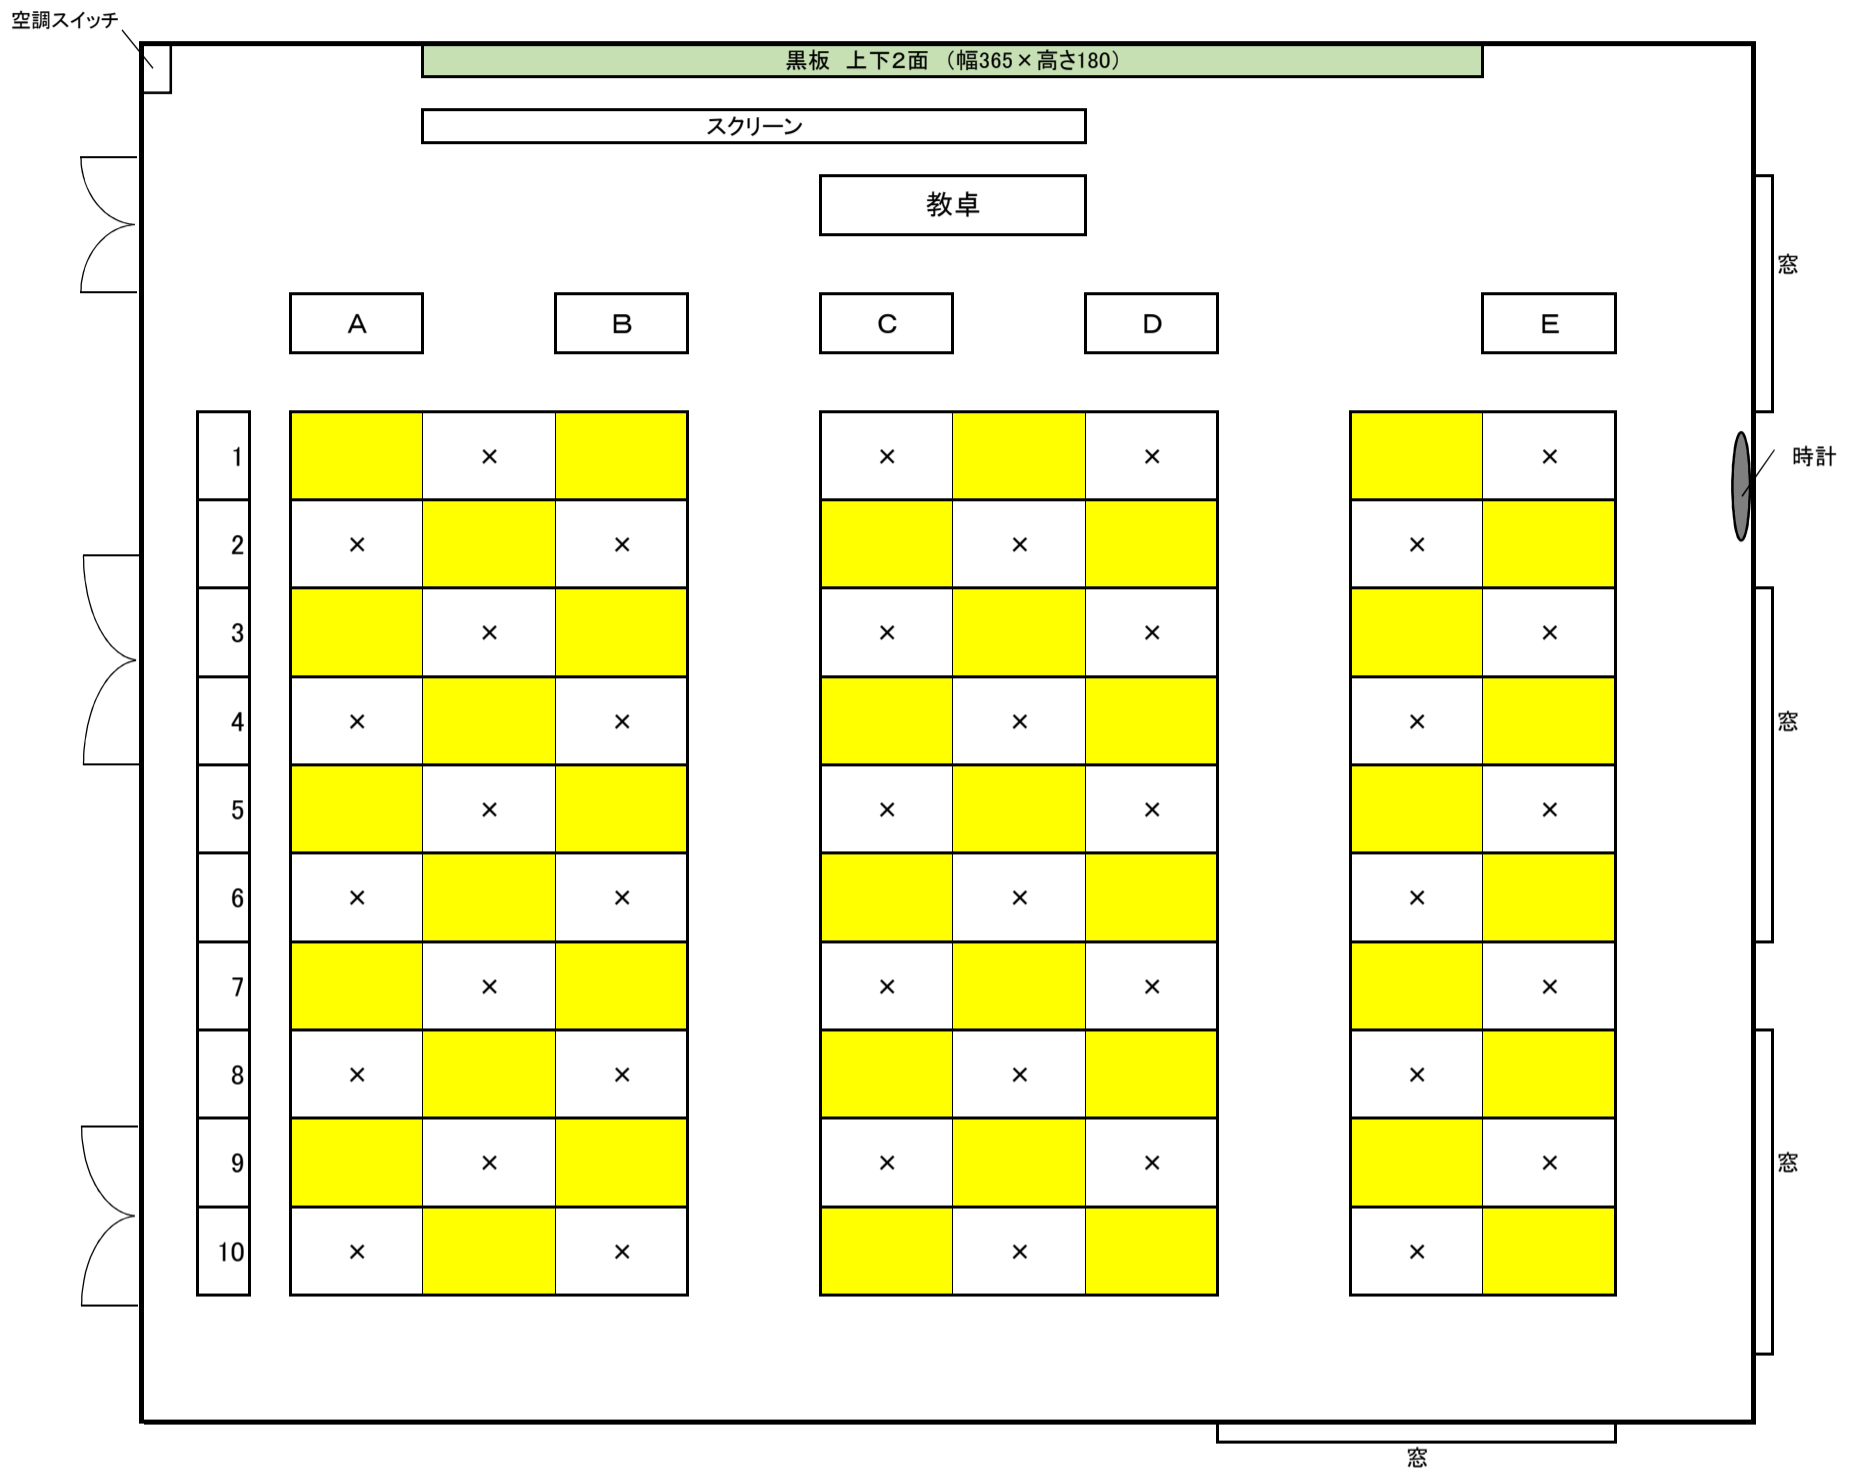 空調スイッチ
黒板　上下２面　（幅365×高さ180）
スクリーン
教卓
窓
A B C D E
1 × × × ×
時計
2 × × × ×
3 × × × ×
4 × × × ×
窓
5 × × × ×
6 × × × ×
7 × × × ×
8 × × × ×
9 × × × ×
窓
10 × × × ×
窓